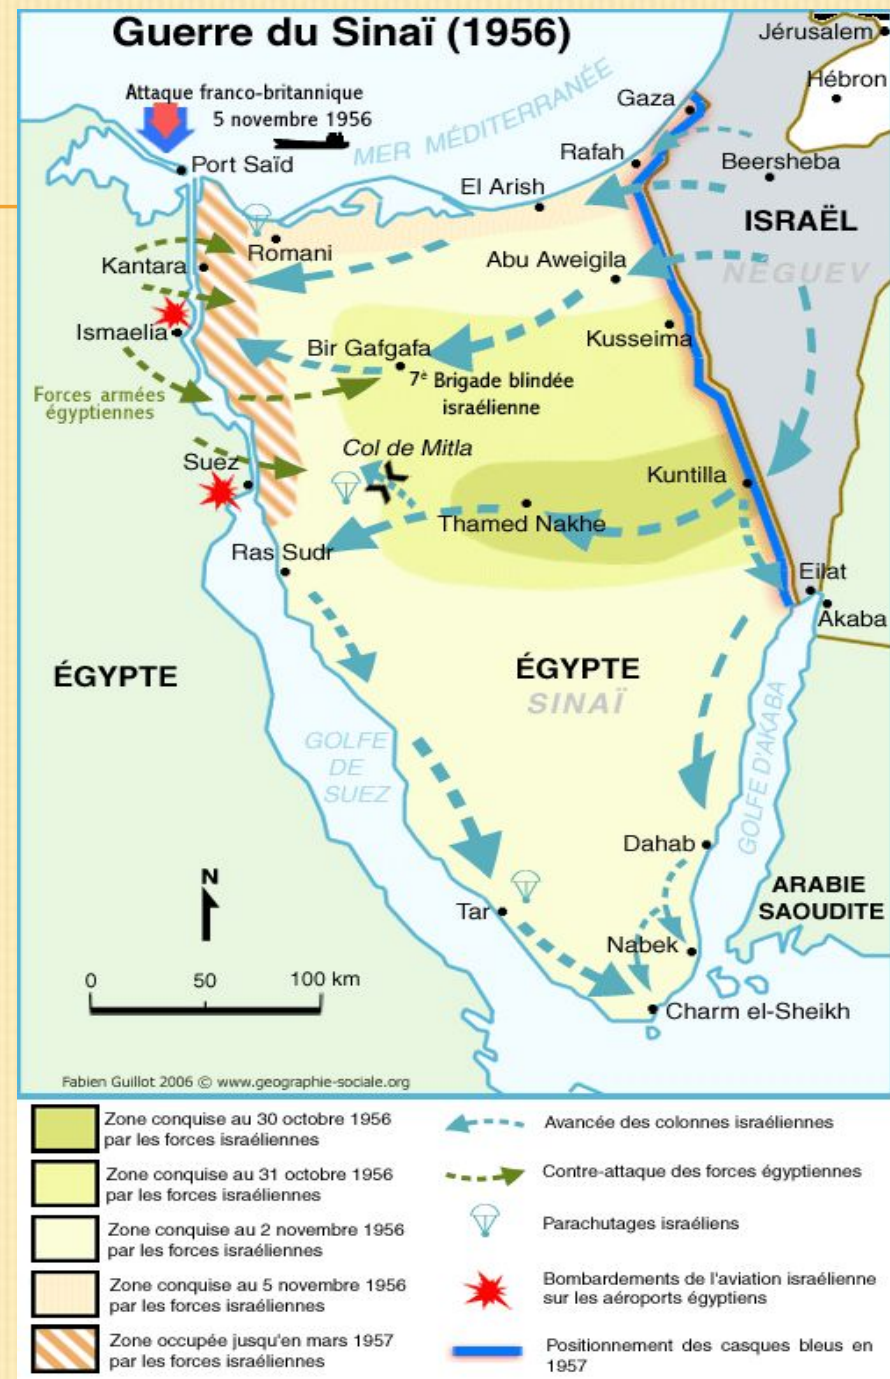 Guerre du Sinaï (1956)
Jérusalem
Hébron
Attaque franco-britannique
5 novembre 1956
MER MÉDITERRANÉE
Gaza
Port Saïd
Rafah
Beersheba
El Arish
ISRAËL
Romani
Kantara
Abu Aweigila
NÉGUEV
Ismaelia
Bir Gafgafa
Kusseima
7è Brigade blindée
israélienne
Forces armées
égyptiennes
Col de Mitla
Suez
Kuntilla
Thamed Nakhe
Ras Sudr
Eilat
Akaba
ÉGYPTE
ÉGYPTE
SINAÏ
GOLFE
DE
SUEZ
GOLFE D'AKABA
Dahab
N
Tar
ARABIE
SAOUDITE
Nabek
0 50 100 km
Charm el-Sheikh
Fabien Guillot 2006 © www.geographie-sociale.org
Zone conquise au 30 octobre 1956
par les forces israéliennes
Zone conquise au 31 octobre 1956
par les forces israéliennes
Zone conquise au 2 novembre 1956
par les forces israéliennes
Zone conquise au 5 novembre 1956
par les forces israéliennes
Zone occupée jusqu'en mars 1957
par les forces israéliennes
Avancée des colonnes israéliennes
Contre-attaque des forces égyptiennes
Parachutages israéliens
Bombardements de l'aviation israélienne
sur les aéroports égyptiens
Positionnement des casques bleus en
1957